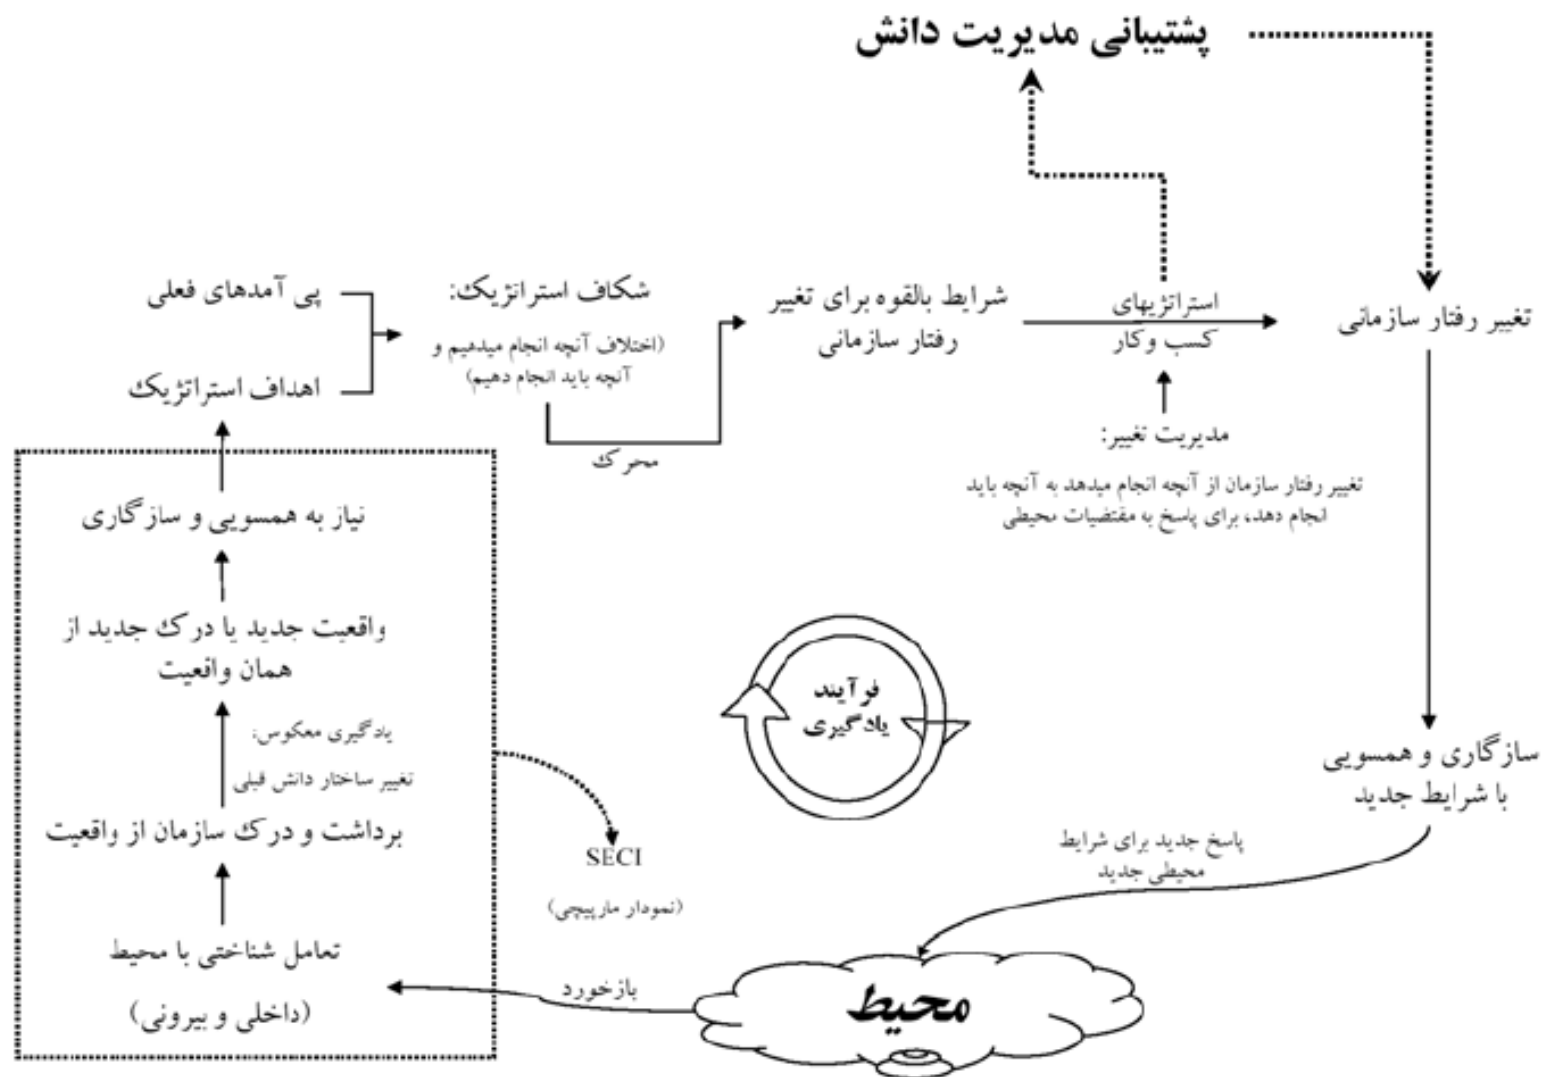 پشتیبانی مدیریت دانش
پی آمدهای فعلی
اهداف استراتژیک
شکاف استراتژیک:
(اختلاف آنچه انجام میدهیم و
آنچه باید انجام دهیم)
محرک
شرایط بالقوه برای تغییر
رفتار سازمانی
استراتژیهای
کسب وکار
مدیریت تغییر:
تغییر رفتار سازمان از آنچه انجام میدهد به آنچه باید
انجام دهد، برای پاسخ به مقتضیات محیطی
تغییر رفتار سازمانی
سازگاری و همسویی
با شرایط جدید
پاسخ جدید برای شرایط
محیطی جدید
محیط
بازخورد
تعامل شناختی با محیط
(داخلی و بیرونی)
برداشت و درک سازمان از واقعیت
یادگیری معکوس:
تغییر ساختار دانش قبلی
واقعیت جدید یا درک جدید از
همان واقعیت
نیاز به همسویی و سازگاری
SECI
(نمودار مارپیچی)
فرآیند
یادگیری